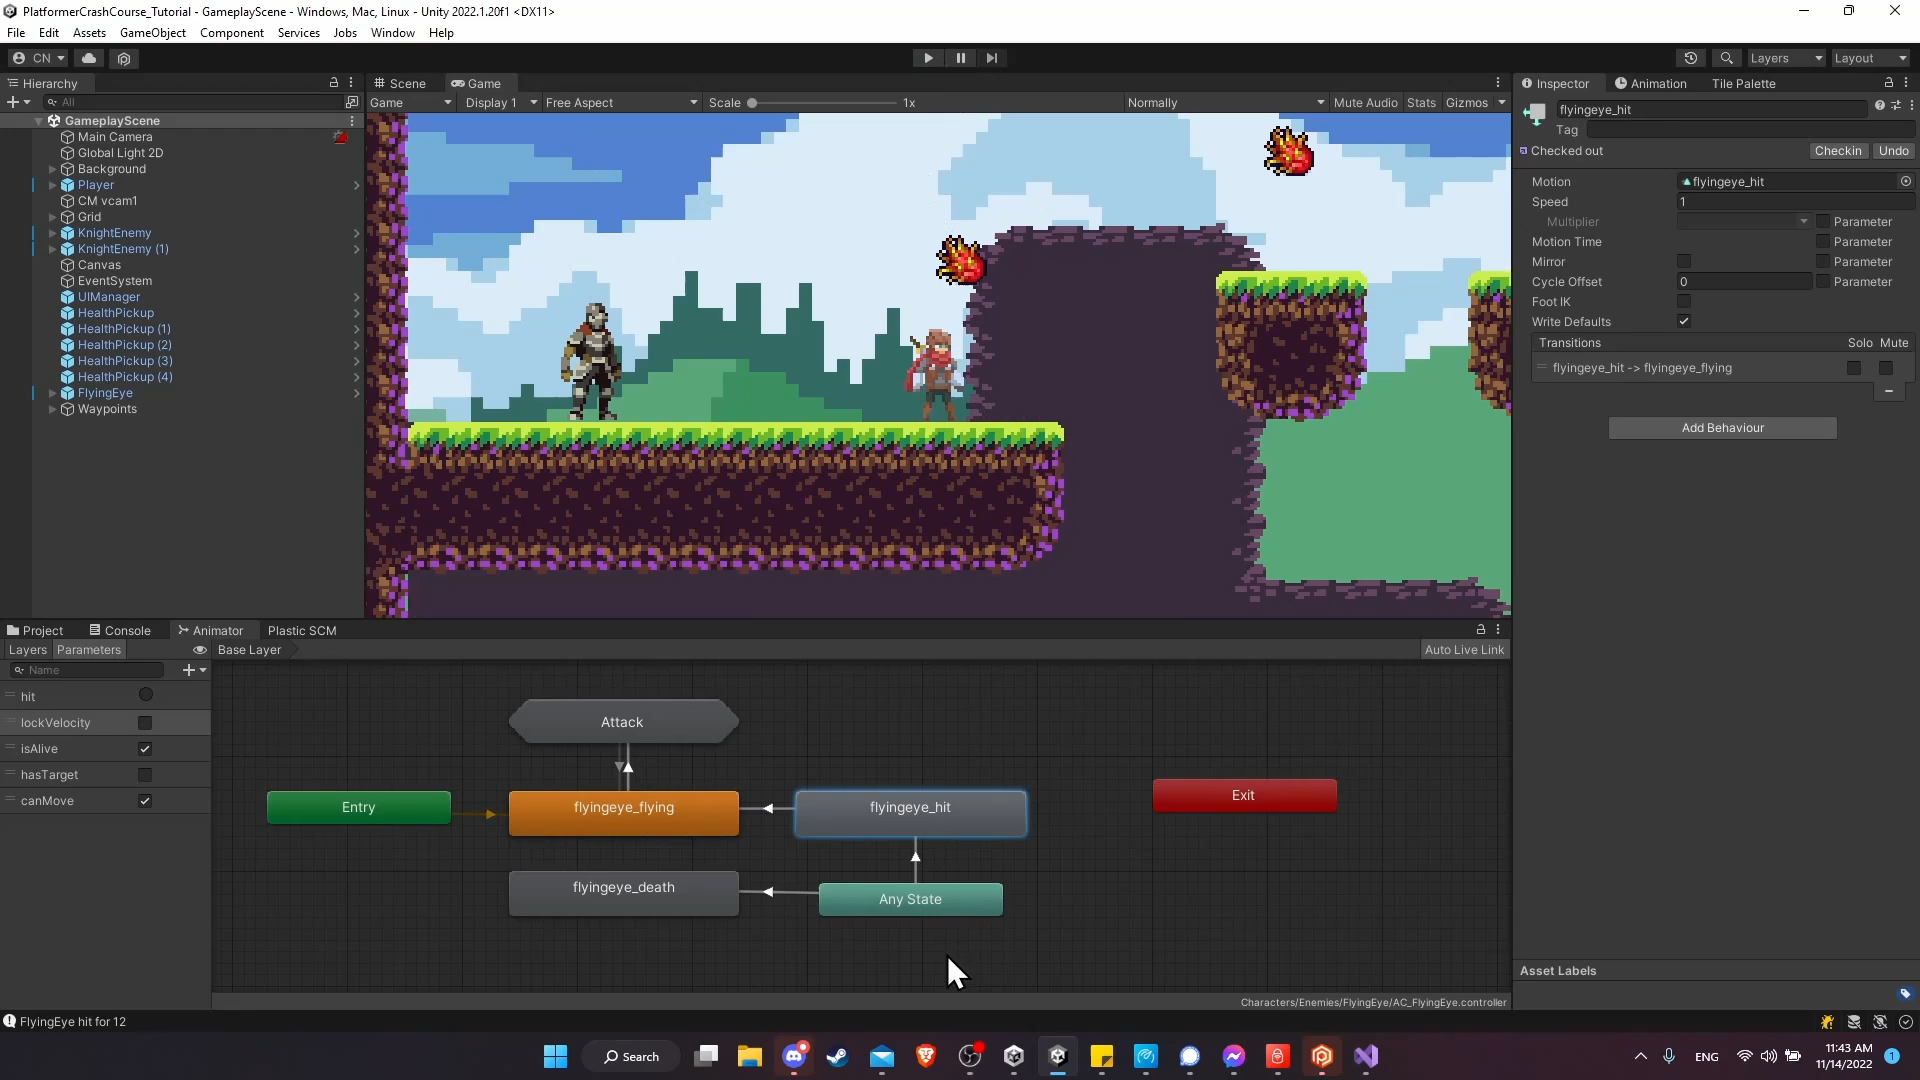 PlatformerCrashCourse_Tutorial - GameplayScene - Windows, Mac, Linux - Unity 2022.1.20f1 <DX11>
File Edit Assets GameObject Component Services Jobs Window Help
CN Layers Layout
Hierarchy Scene Game Inspector Animation Tile Palette
All Game Display 1 Free Aspect Scale 1x Normally Mute Audio Stats Gizmos
GameplayScene
Main Camera
Global Light 2D
Background
Player
CM vcam1
Grid
KnightEnemy
KnightEnemy (1)
Canvas
EventSystem
UIManager
HealthPickup
HealthPickup (1)
HealthPickup (2)
HealthPickup (3)
HealthPickup (4)
FlyingEye
Waypoints
flyingeye_hit
Tag
Checked out Checkin Undo
Motion flyingeye_hit
Speed 1
Multiplier Parameter
Motion Time Parameter
Mirror Parameter
Cycle Offset 0 Parameter
Foot IK
Write Defaults
Transitions Solo Mute
flyingeye_hit -> flyingeye_flying
Add Behaviour
Asset Labels
Project Console Animator Plastic SCM
Layers Parameters Base Layer Auto Live Link
Name
hit
lockVelocity
isAlive
hasTarget
canMove
Attack
Entry
flyingeye_flying
flyingeye_hit
Exit
flyingeye_death
Any State
Characters/Enemies/FlyingEye/AC_FlyingEye.controller
FlyingEye hit for 12
Search
ENG
11:43 AM
11/14/2022
1